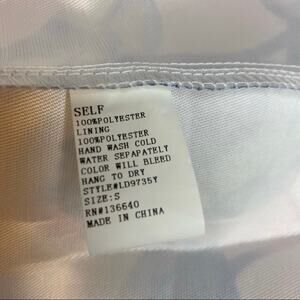 SELF
100%POLYESTER
LINING
100%POLYESTER
HAND WASH COLD
WATER SEPAPATELY
COLOR WILL BLEED
HANG TO DRY
STYLE#LD9735Y
SIZE:S
RN#136640
MADE IN CHINA